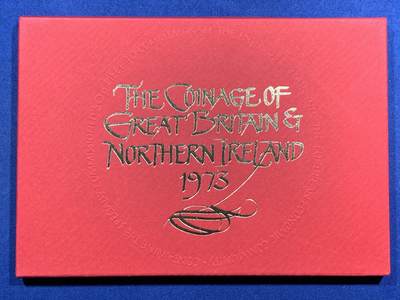 THE COINAGE OF
GREAT BRITAIN &
NORTHERN IRELAND
1973